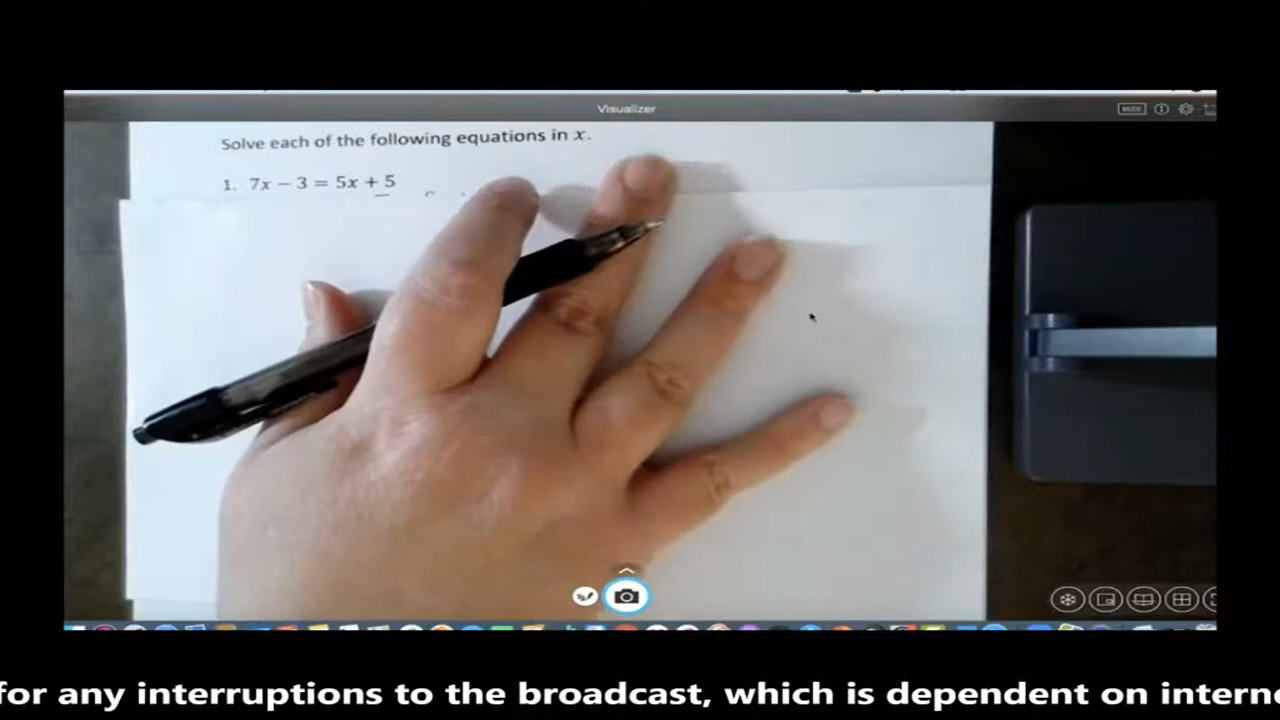 Visualizer
MODE
Solve each of the following equations in x.
1. 7x − 3 = 5x + 5
for any interruptions to the broadcast, which is dependent on